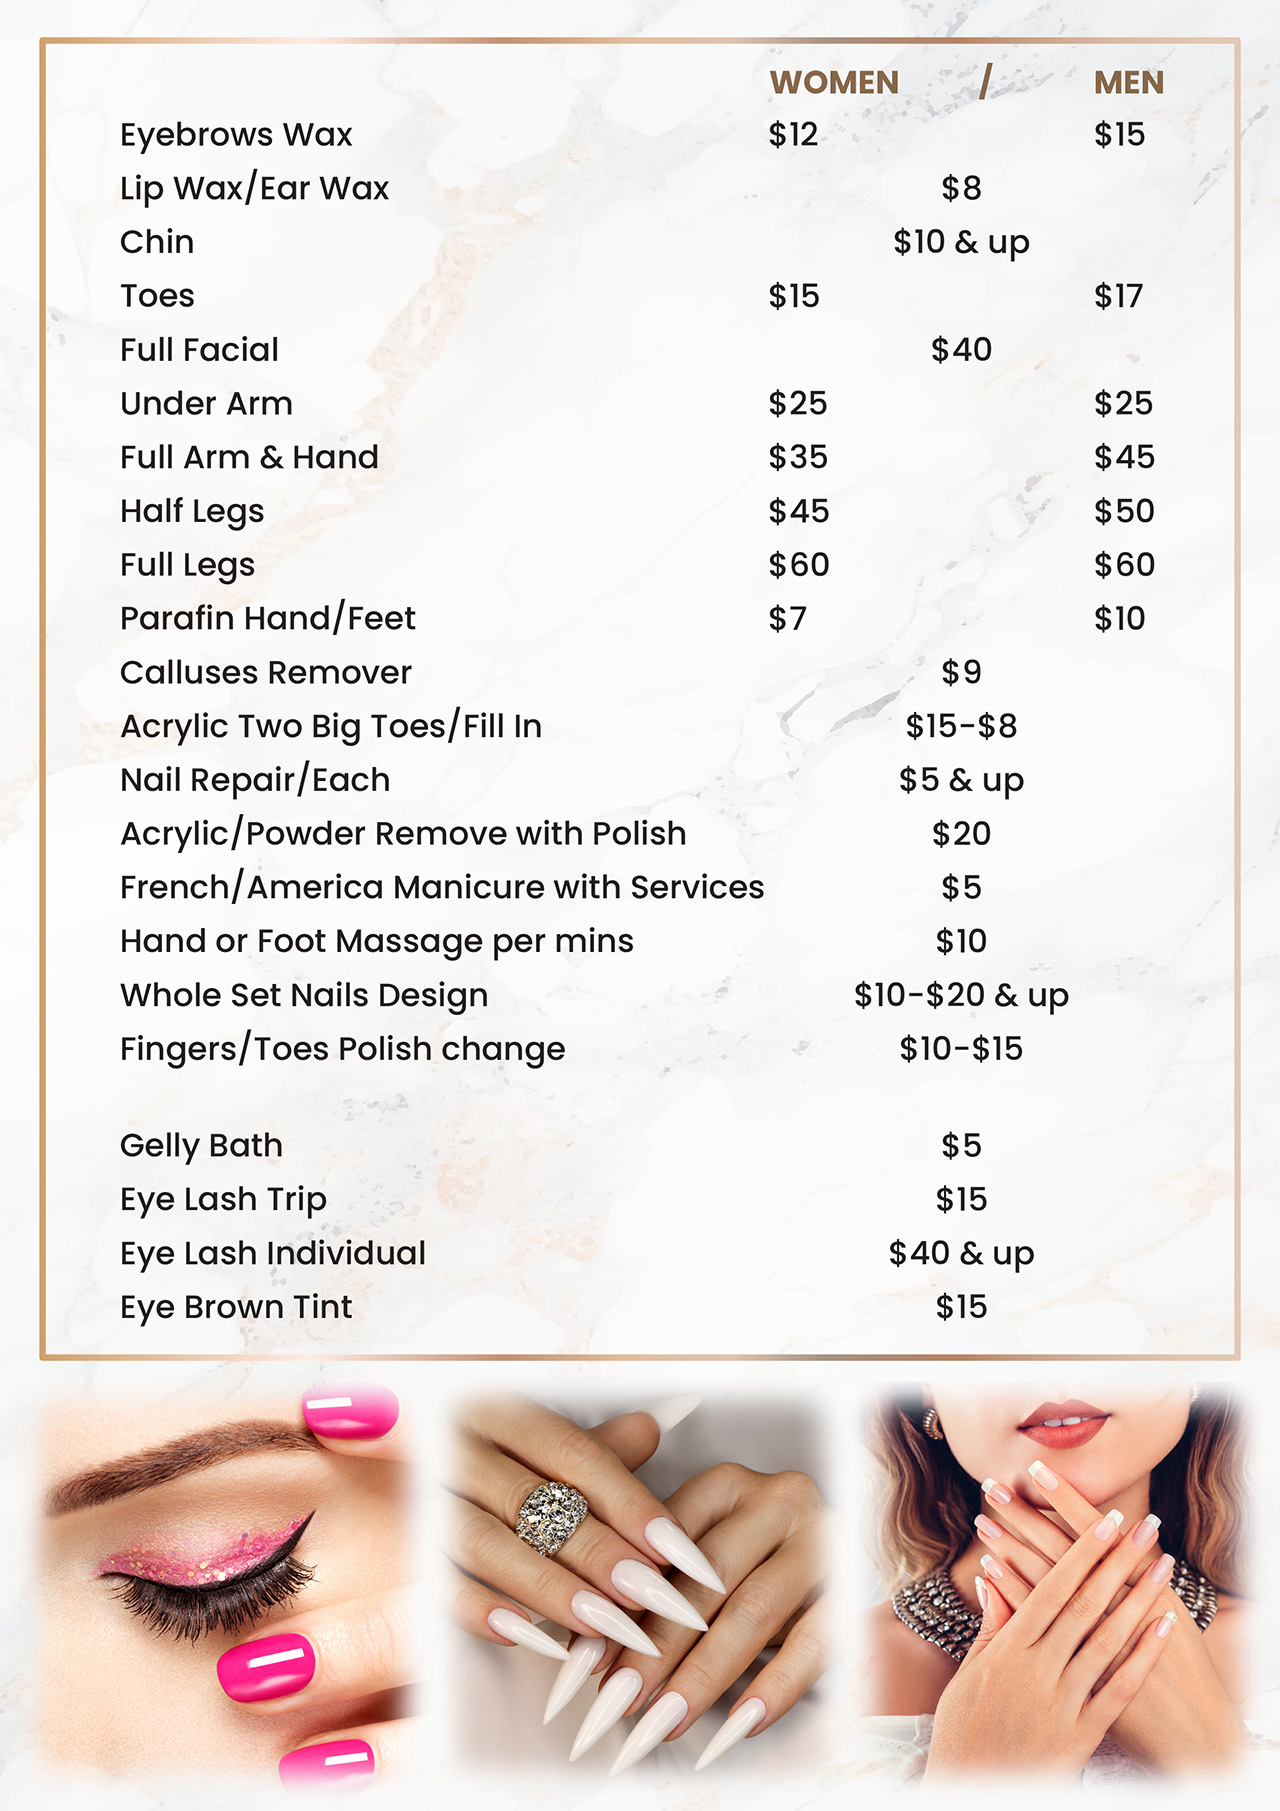 WOMEN / MEN
Eyebrows Wax $12 $15
Lip Wax/Ear Wax $8
Chin $10 & up
Toes $15 $17
Full Facial $40
Under Arm $25 $25
Full Arm & Hand $35 $45
Half Legs $45 $50
Full Legs $60 $60
Parafin Hand/Feet $7 $10
Calluses Remover $9
Acrylic Two Big Toes/Fill In $15-$8
Nail Repair/Each $5 & up
Acrylic/Powder Remove with Polish $20
French/America Manicure with Services $5
Hand or Foot Massage per mins $10
Whole Set Nails Design $10-$20 & up
Fingers/Toes Polish change $10-$15
Gelly Bath $5
Eye Lash Trip $15
Eye Lash Individual $40 & up
Eye Brown Tint $15